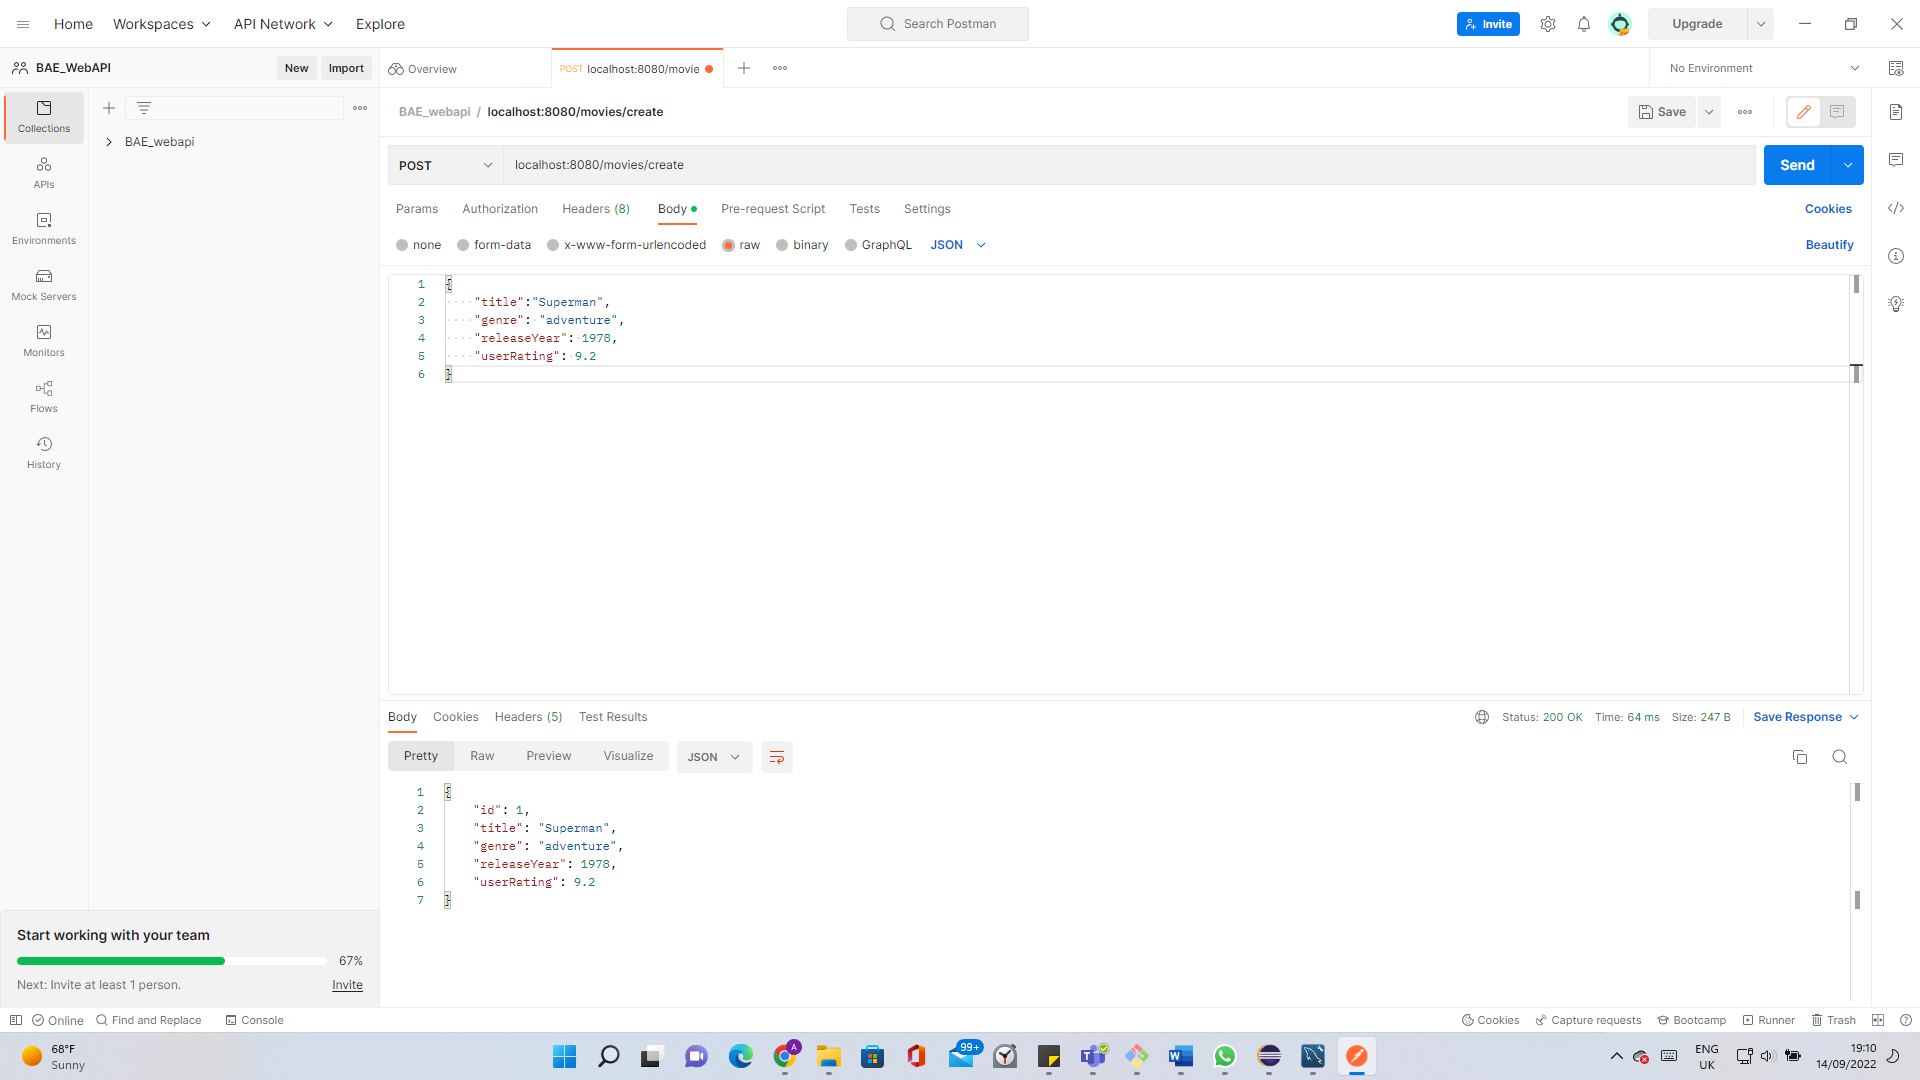 Home Workspaces API Network Explore
Search Postman
Invite
Upgrade
BAE_WebAPI
New Import
Overview
POST localhost:8080/movie
No Environment
Collections
APIs
Environments
Mock Servers
Monitors
Flows
History
BAE_webapi
BAE_webapi / localhost:8080/movies/create
Save
POST localhost:8080/movies/create
Send
Params Authorization Headers (8) Body Pre-request Script Tests Settings
Cookies
none form-data x-www-form-urlencoded raw binary GraphQL JSON
Beautify
1 {
2 "title":"Superman",
3 "genre": "adventure",
4 "releaseYear": 1978,
5 "userRating": 9.2
6 }
Body Cookies Headers (5) Test Results
Status: 200 OK Time: 64 ms Size: 247 B
Save Response
Pretty Raw Preview Visualize JSON
1 {
2 "id": 1,
3 "title": "Superman",
4 "genre": "adventure",
5 "releaseYear": 1978,
6 "userRating": 9.2
7 }
Start working with your team
67%
Next: Invite at least 1 person. Invite
Online Find and Replace Console
Cookies Capture requests Bootcamp Runner Trash
68°F
Sunny
A
99+
ENG
UK
19:10
14/09/2022